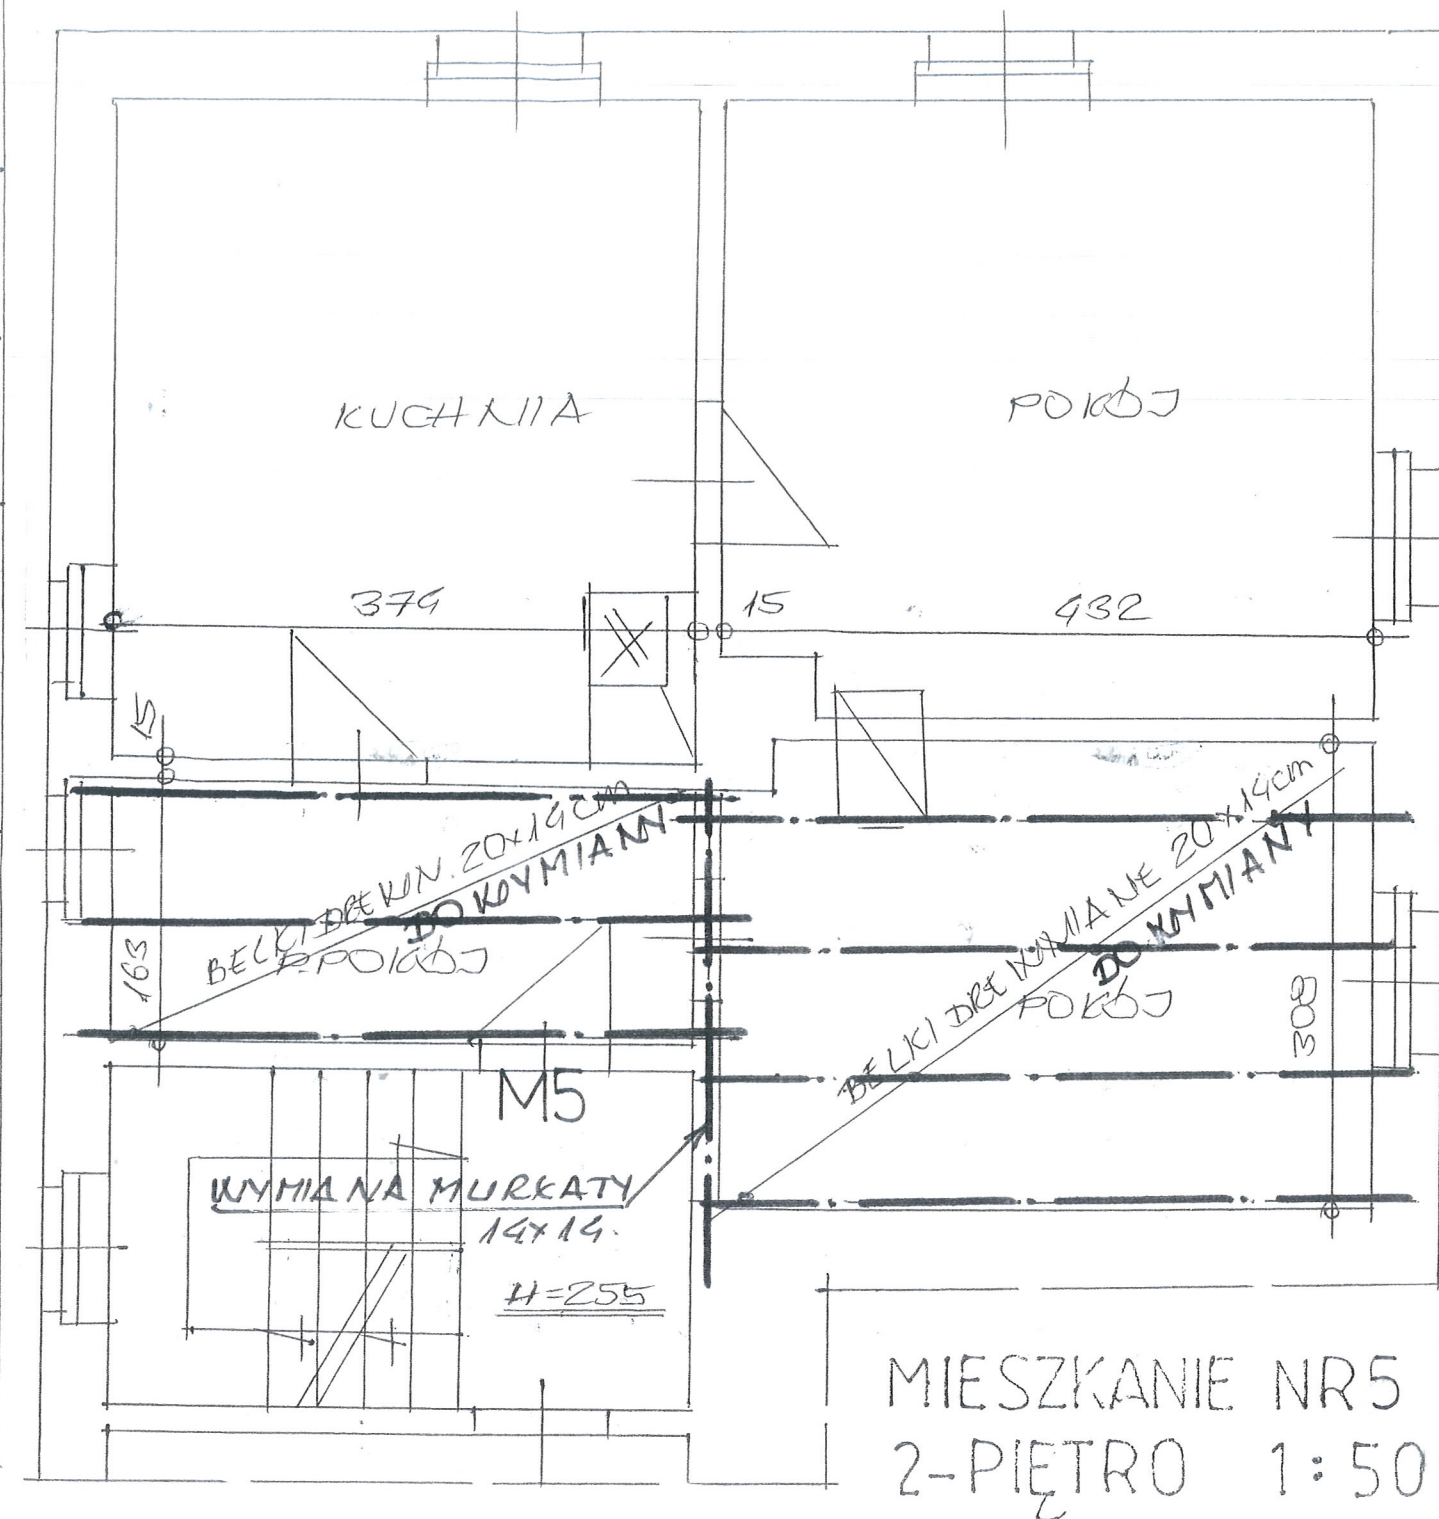 KUCHNIA
POKÓJ
374
15
432
15
BELKI DREWN. 20x14cm
DO WYMIANY
P.POKÓJ
163
BELKI DREWNIANE 20x14cm
DO WYMIANY
POKÓJ
308
M5
WYMIANA MURŁATY
14x14.
H=255
MIESZKANIE NR5
2-PIĘTRO 1:50